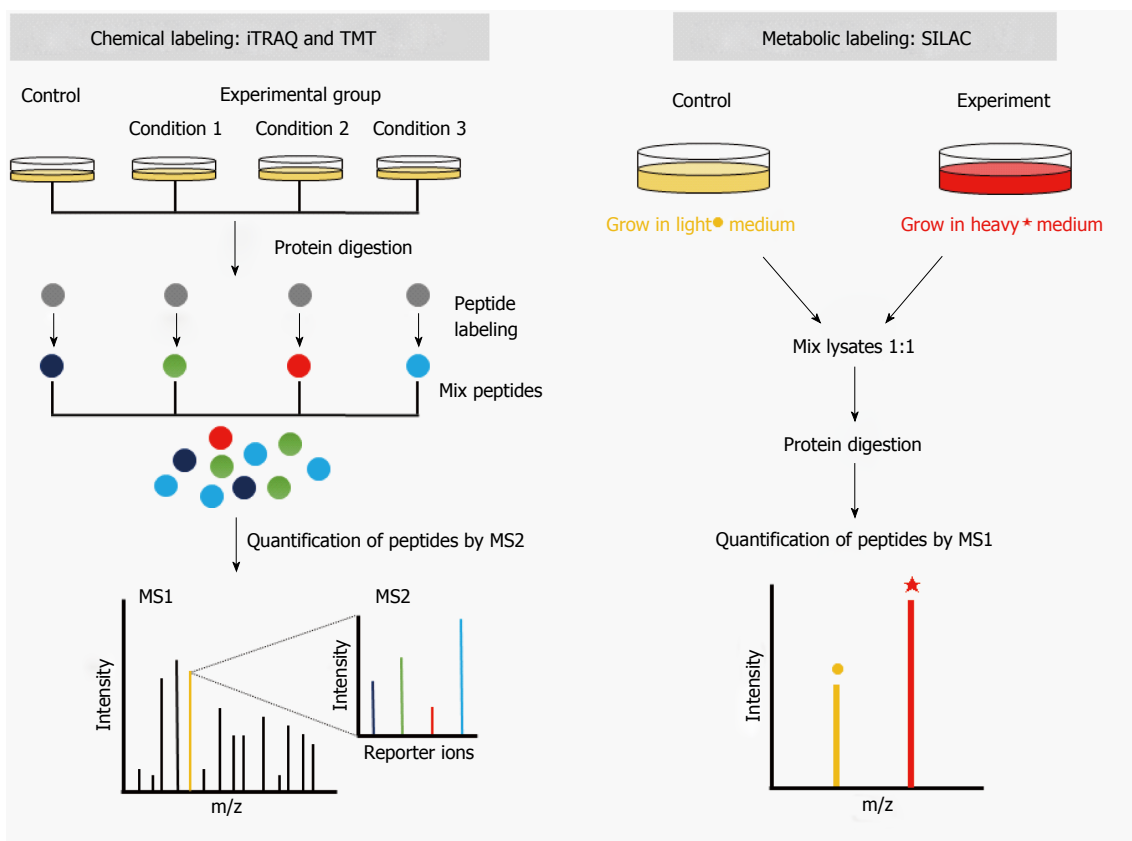 Chemical labeling: iTRAQ and TMT
Control
Experimental group
Condition 1
Condition 2
Condition 3
Protein digestion
Peptide
labeling
Mix peptides
Quantification of peptides by MS2
MS1
Intensity
m/z
MS2
Intensity
Reporter ions
Metabolic labeling: SILAC
Control
Experiment
Grow in light medium
Grow in heavy medium
Mix lysates 1:1
Protein digestion
Quantification of peptides by MS1
Intensity
m/z